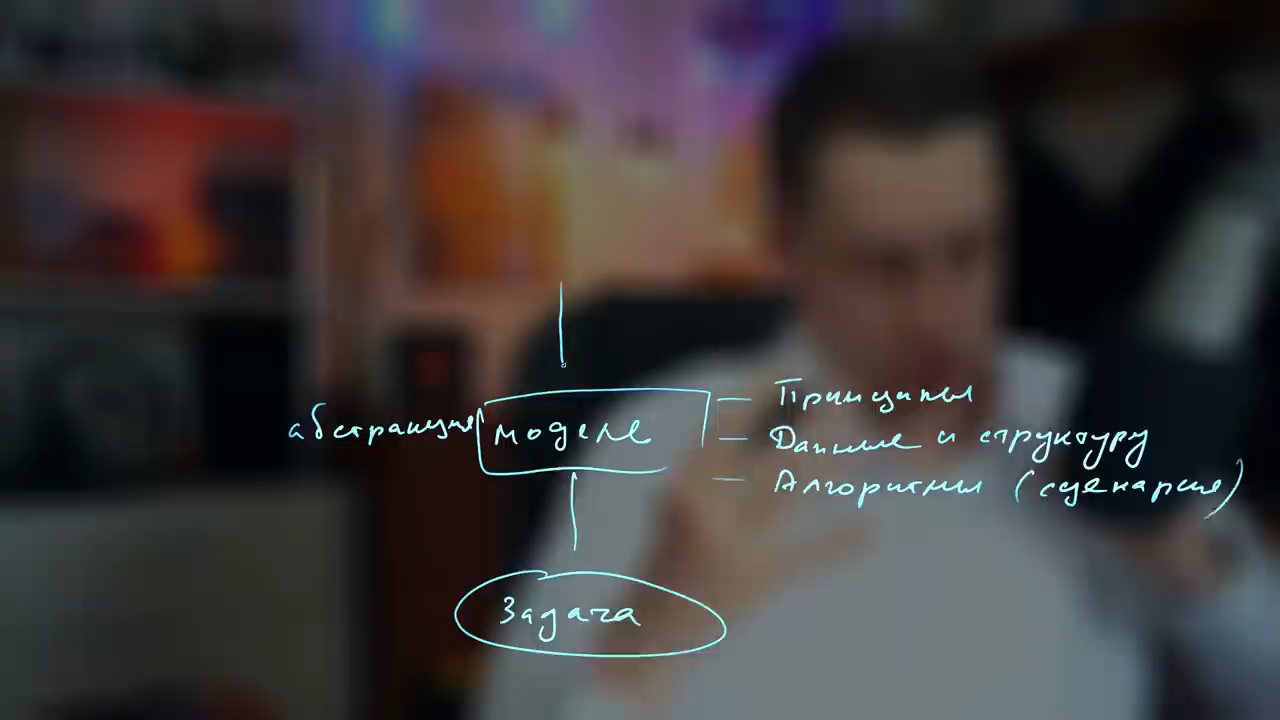 Принципы
абстракция модель Данные и структуру
Алгоритмы (сценарии)
Задача